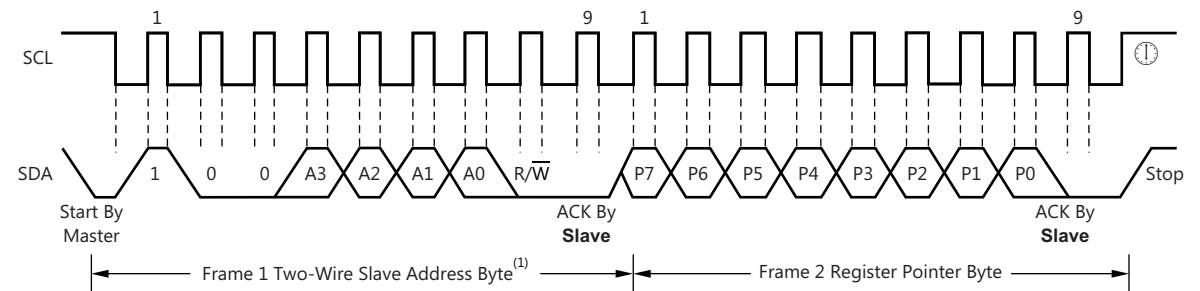 1 9 1 9
SCL
SDA 1 0 0 A3 A2 A1 A0 R/W̅ P7 P6 P5 P4 P3 P2 P1 P0 Stop
Start By ACK By ACK By
Master Slave Slave
Frame 1 Two-Wire Slave Address Byte(1) Frame 2 Register Pointer Byte